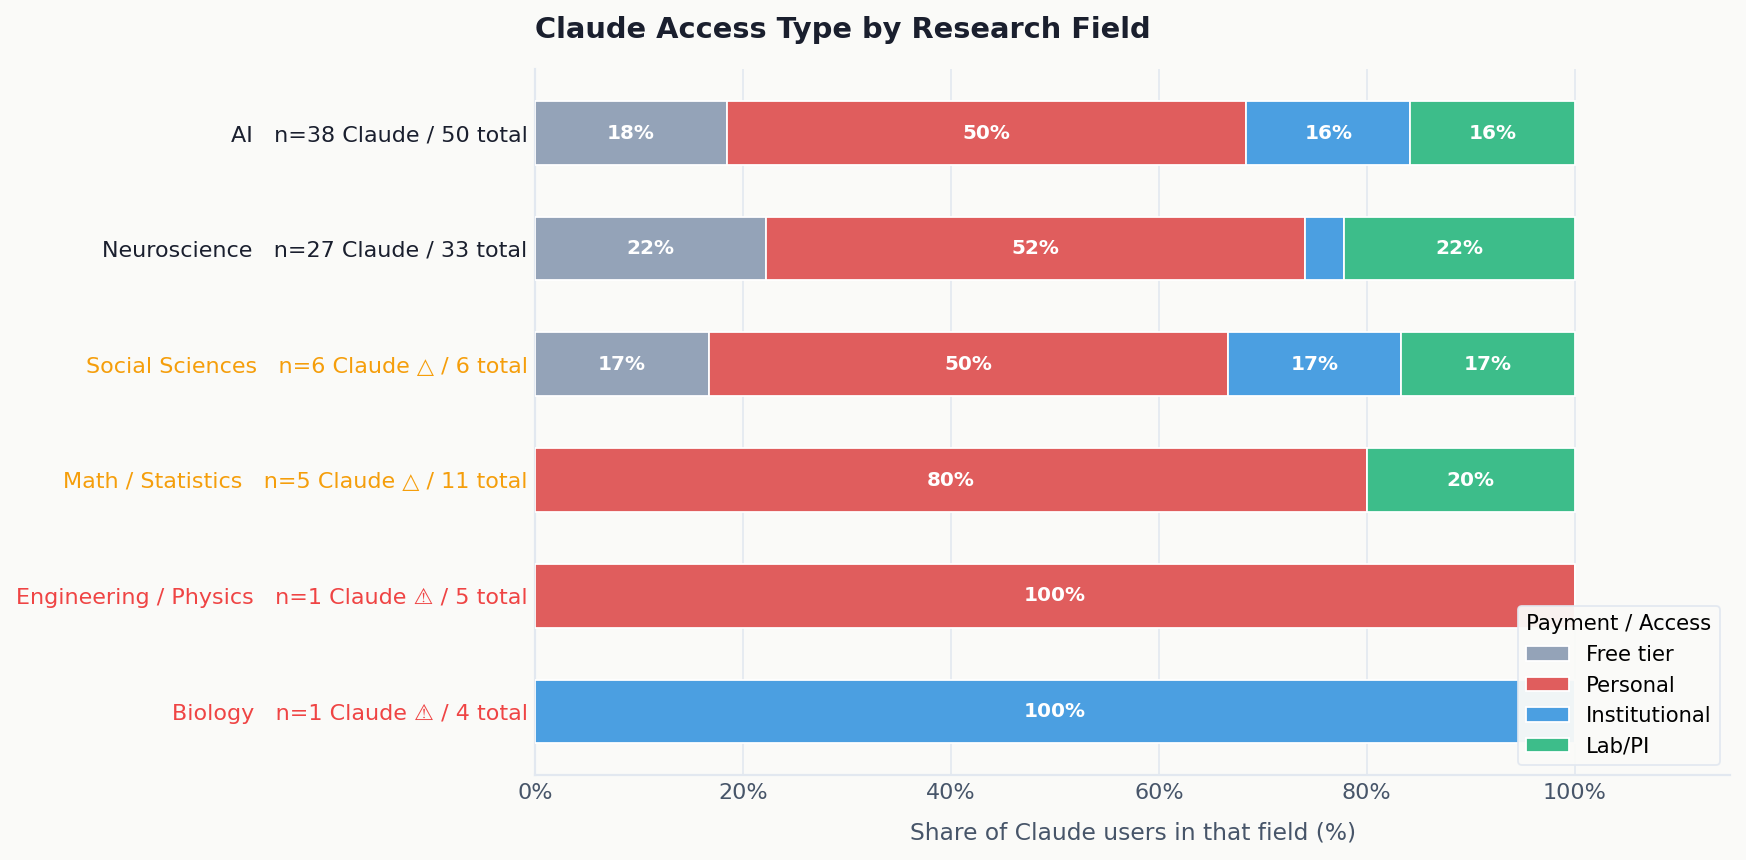 Claude Access Type by Research Field
AI n=38 Claude / 50 total
18% 50% 16% 16%
Neuroscience n=27 Claude / 33 total
22% 52% 22%
Social Sciences n=6 Claude △ / 6 total
17% 50% 17% 17%
Math / Statistics n=5 Claude △ / 11 total
80% 20%
Engineering / Physics n=1 Claude ⚠ / 5 total
100%
Biology n=1 Claude ⚠ / 4 total
100%
Payment / Access
Free tier
Personal
Institutional
Lab/PI
0% 20% 40% 60% 80% 100%
Share of Claude users in that field (%)